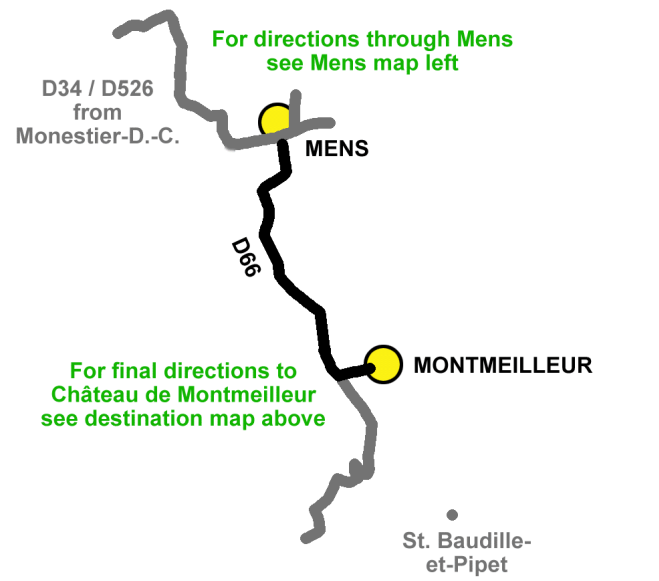 For directions through Mens
see Mens map left
D34 / D526
from
Monestier-D.-C.
MENS
D66
MONTMEILLEUR
For final directions to
Château de Montmeilleur
see destination map above
St. Baudille-
et-Pipet